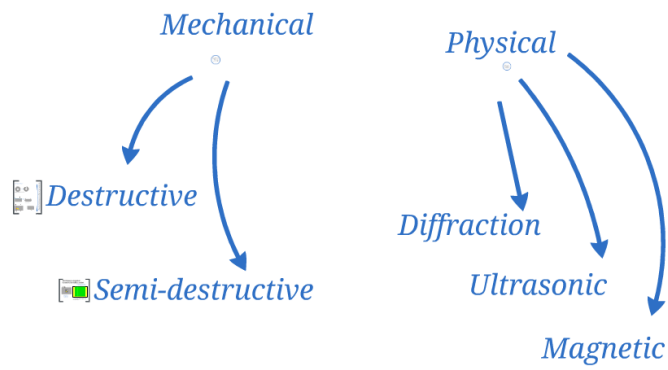 Mechanical
Physical
Destructive
Diffraction
Semi-destructive
Ultrasonic
Magnetic